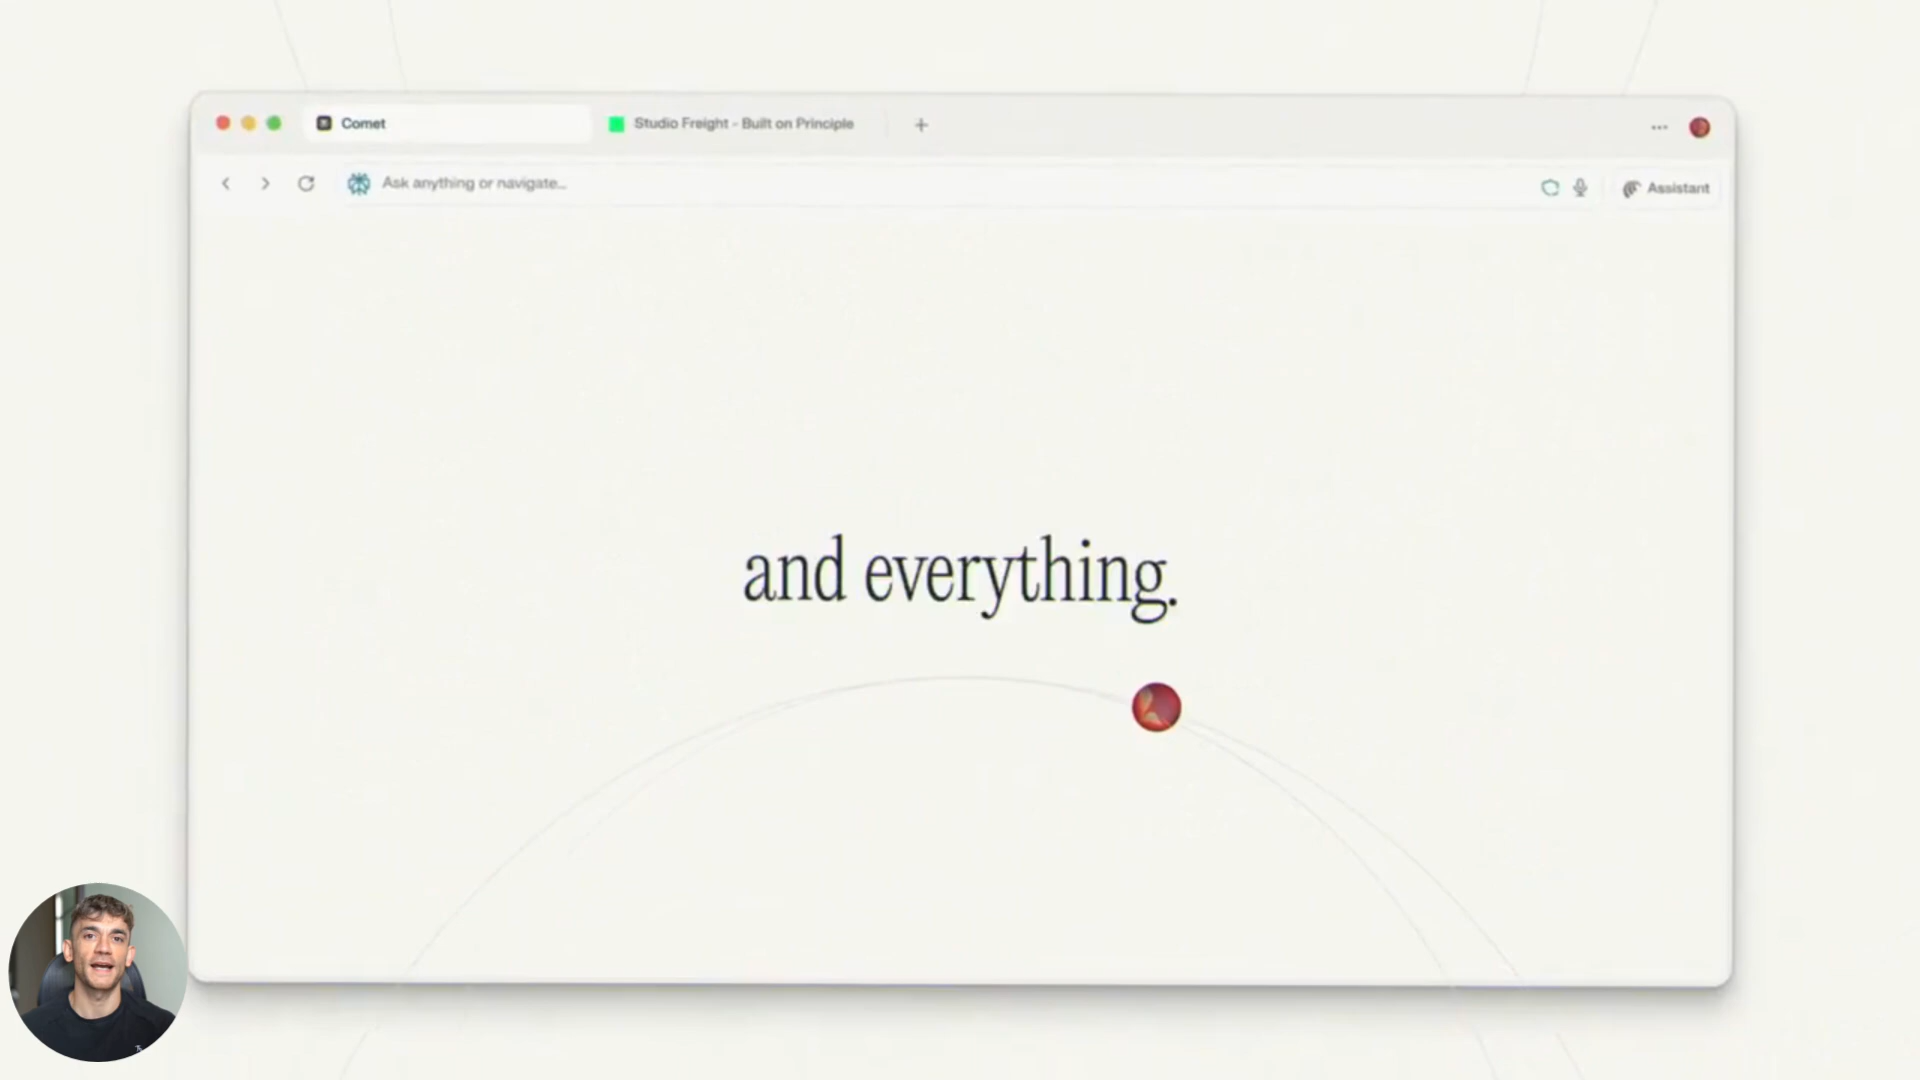 Comet
Studio Freight - Built on Principle
Ask anything or navigate...
Assistant
and everything.